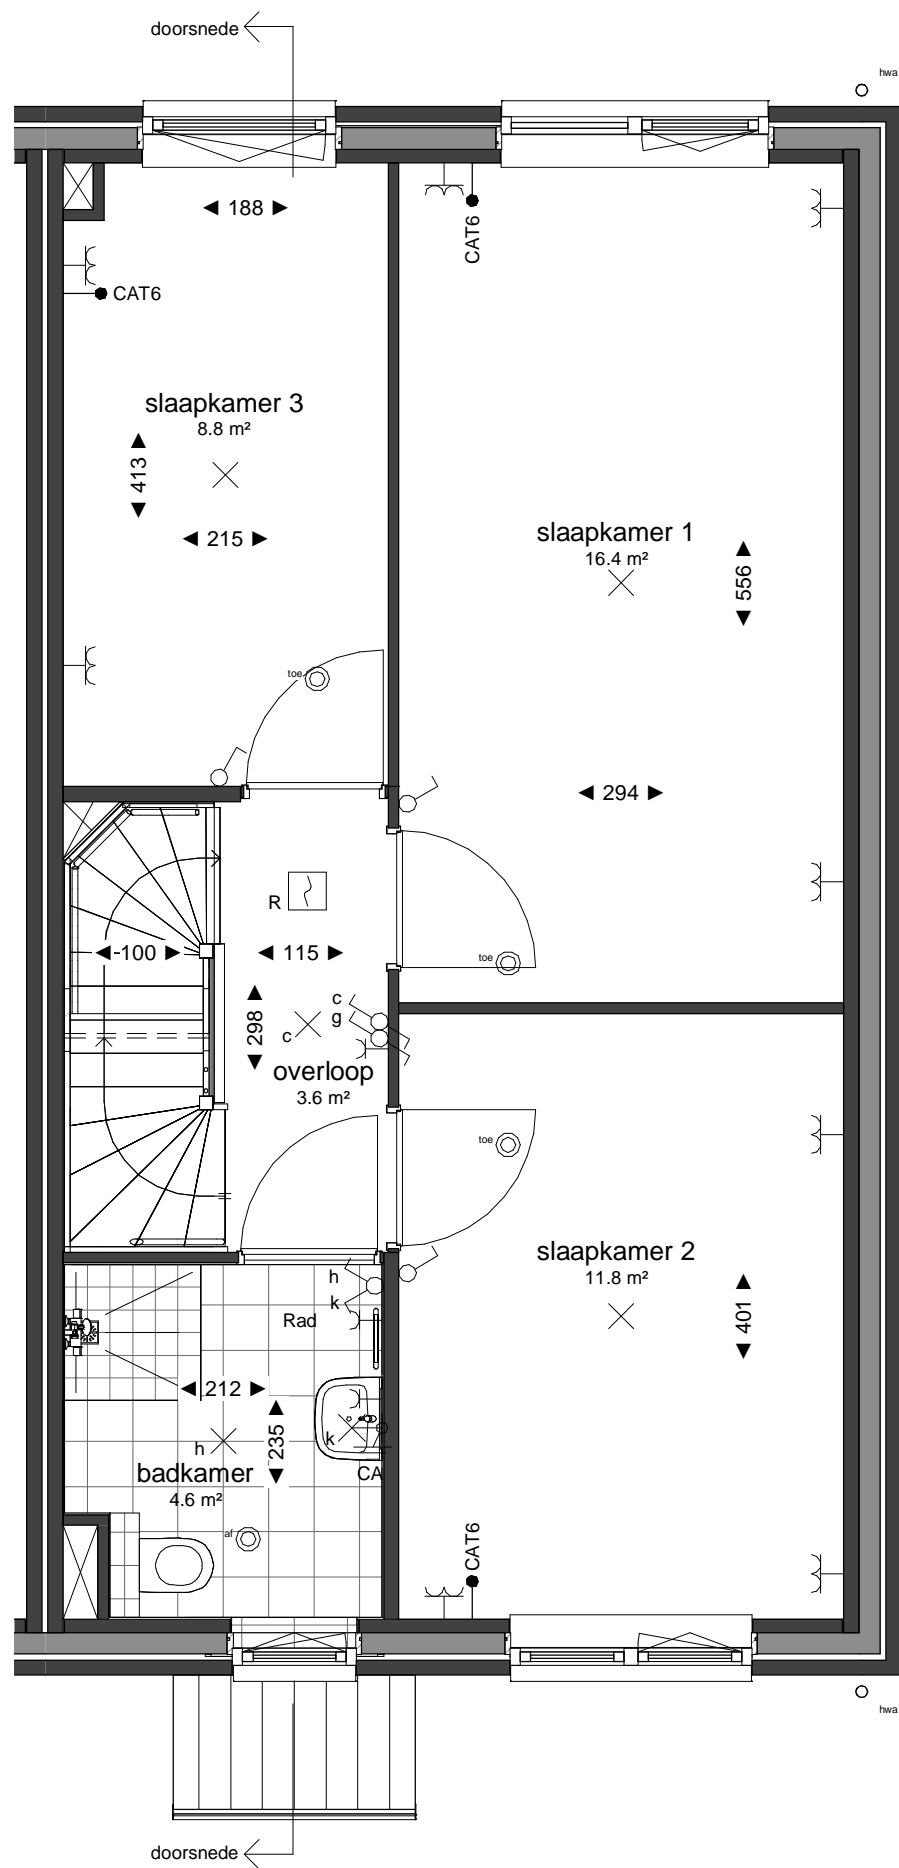 doorsnede
hwa
188
CAT6
CAT6
slaapkamer 3
8.8 m²
413
215
slaapkamer 1
16.4 m²
556
toe
294
R
100
115
toe
298
c
g
c
overloop
3.6 m²
toe
slaapkamer 2
11.8 m²
401
h
k
Rad
212
235
h
k
badkamer
4.6 m²
CA
af
CAT6
hwa
doorsnede